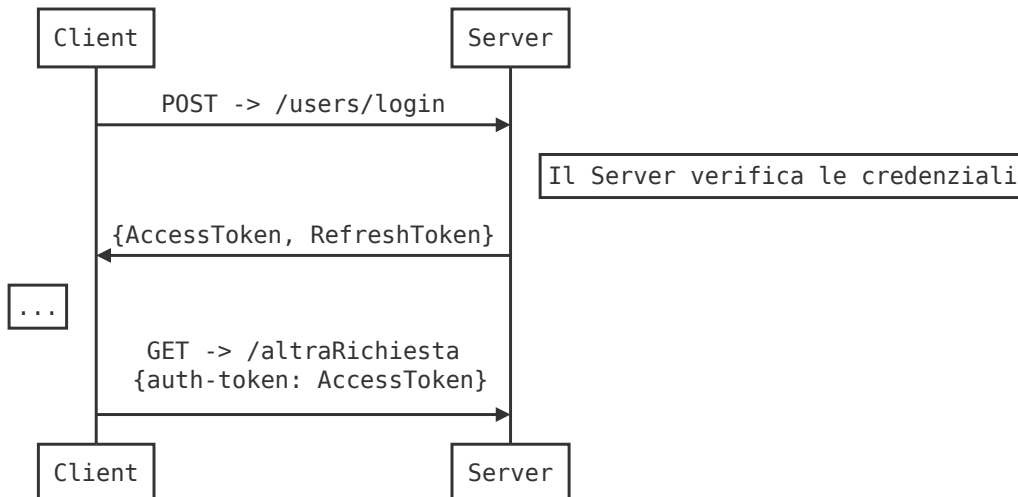 Client
Server
POST -> /users/login
Il Server verifica le credenziali
{AccessToken, RefreshToken}
...
GET -> /altraRichiesta
{auth-token: AccessToken}
Client
Server